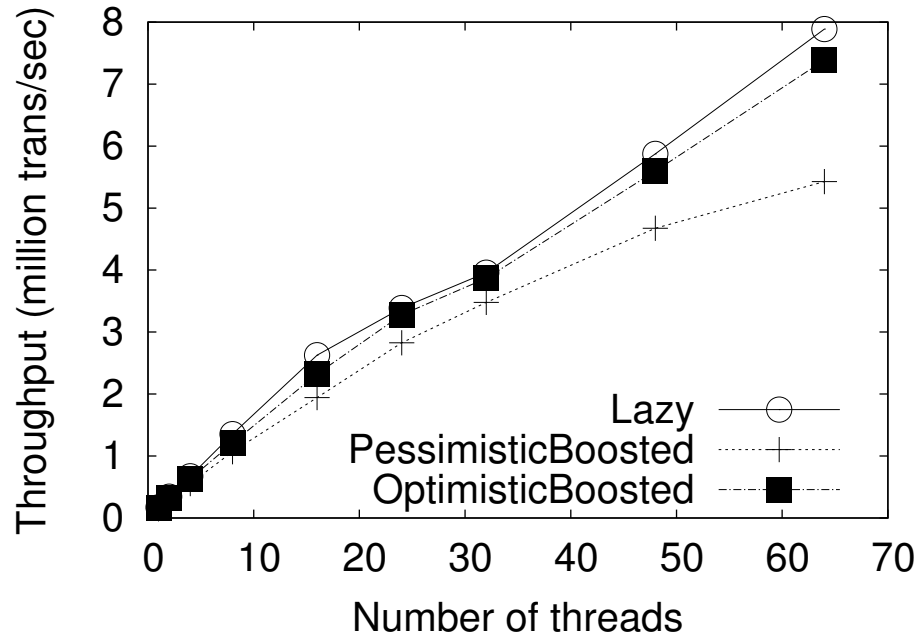 Throughput (million trans/sec)
8
7
6
5
4
3
2
1
0
Lazy
PessimisticBoosted
OptimisticBoosted
0 10 20 30 40 50 60 70
Number of threads